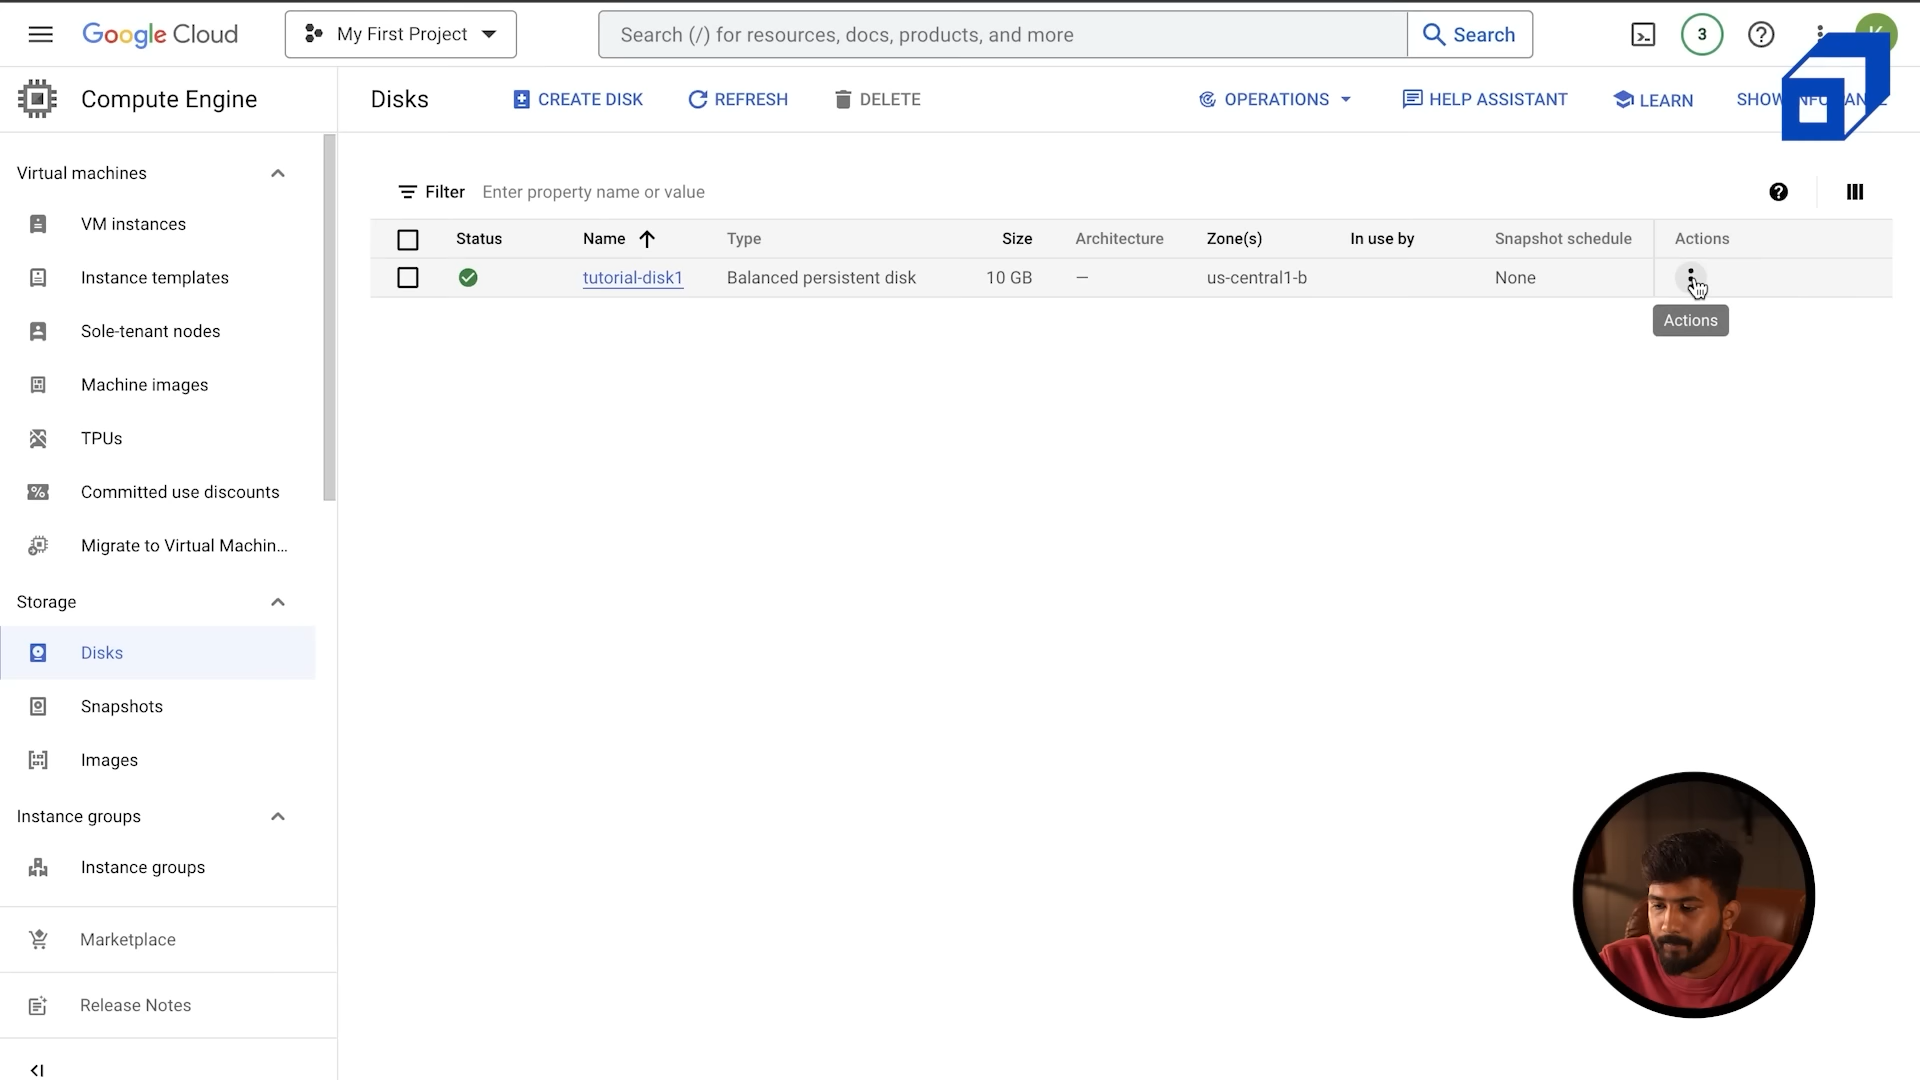 Google Cloud
My First Project
Search (/) for resources, docs, products, and more
Search
3
Compute Engine
Disks
CREATE DISK
REFRESH
DELETE
OPERATIONS
HELP ASSISTANT
LEARN
SHOW
Virtual machines
VM instances
Instance templates
Sole-tenant nodes
Machine images
TPUs
Committed use discounts
Migrate to Virtual Machin...
Storage
Disks
Snapshots
Images
Instance groups
Instance groups
Marketplace
Release Notes
Filter Enter property name or value
Status Name Type Size Architecture Zone(s) In use by Snapshot schedule Actions
tutorial-disk1 Balanced persistent disk 10 GB — us-central1-b None
Actions